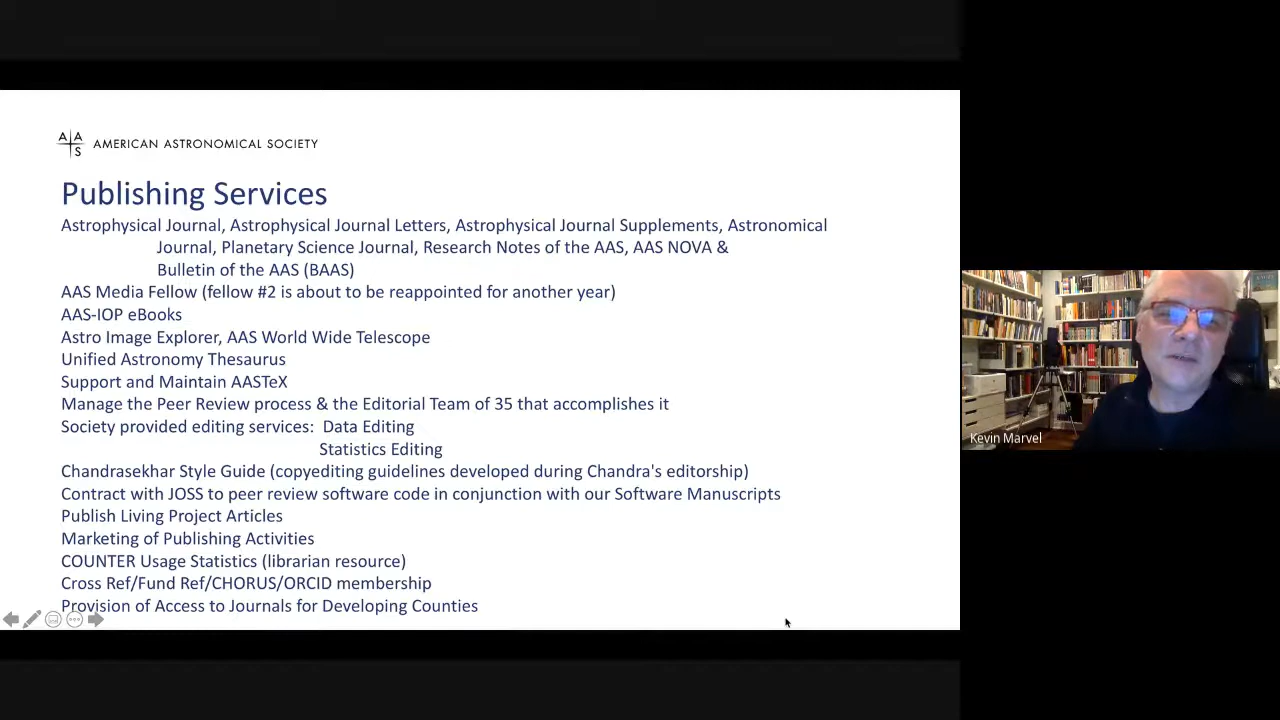 A A
S
AMERICAN ASTRONOMICAL SOCIETY
Publishing Services
Astrophysical Journal, Astrophysical Journal Letters, Astrophysical Journal Supplements, Astronomical
Journal, Planetary Science Journal, Research Notes of the AAS, AAS NOVA &
Bulletin of the AAS (BAAS)
AAS Media Fellow (fellow #2 is about to be reappointed for another year)
AAS-IOP eBooks
Astro Image Explorer, AAS World Wide Telescope
Unified Astronomy Thesaurus
Support and Maintain AASTeX
Manage the Peer Review process & the Editorial Team of 35 that accomplishes it
Society provided editing services: Data Editing
Statistics Editing
Chandrasekhar Style Guide (copyediting guidelines developed during Chandra's editorship)
Contract with JOSS to peer review software code in conjunction with our Software Manuscripts
Publish Living Project Articles
Marketing of Publishing Activities
COUNTER Usage Statistics (librarian resource)
Cross Ref/Fund Ref/CHORUS/ORCID membership
Provision of Access to Journals for Developing Counties
Kevin Marvel